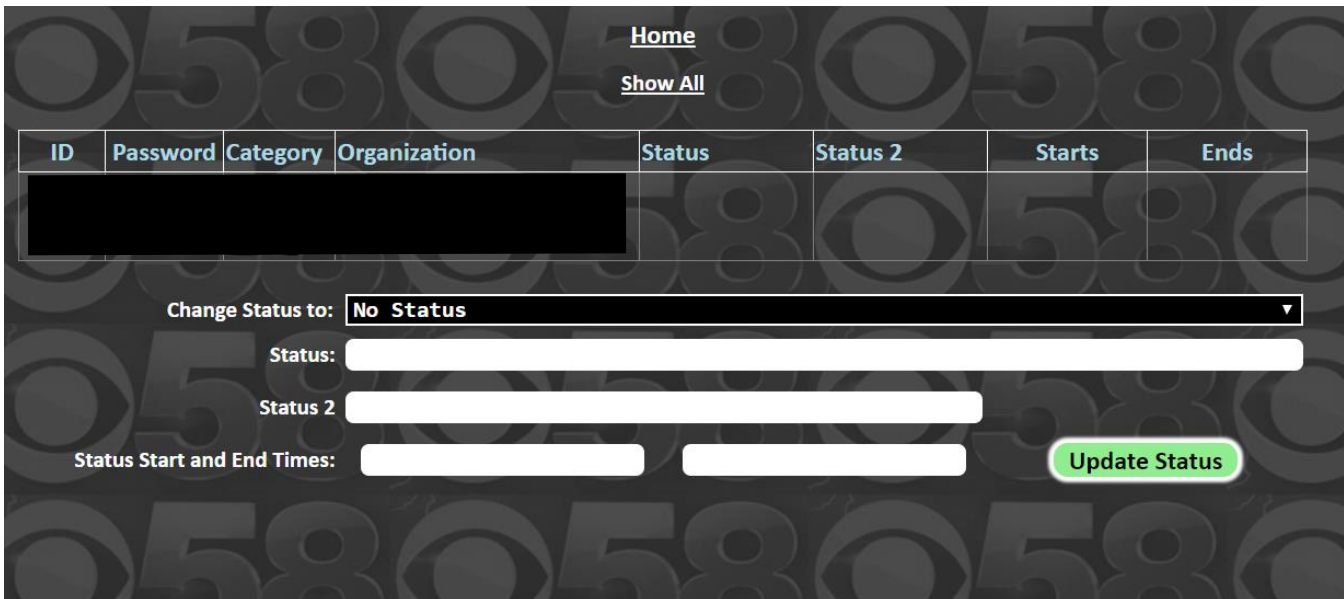 Home
Show All
ID Password Category Organization Status Status 2 Starts Ends
Change Status to: No Status
Status:
Status 2
Status Start and End Times: Update Status